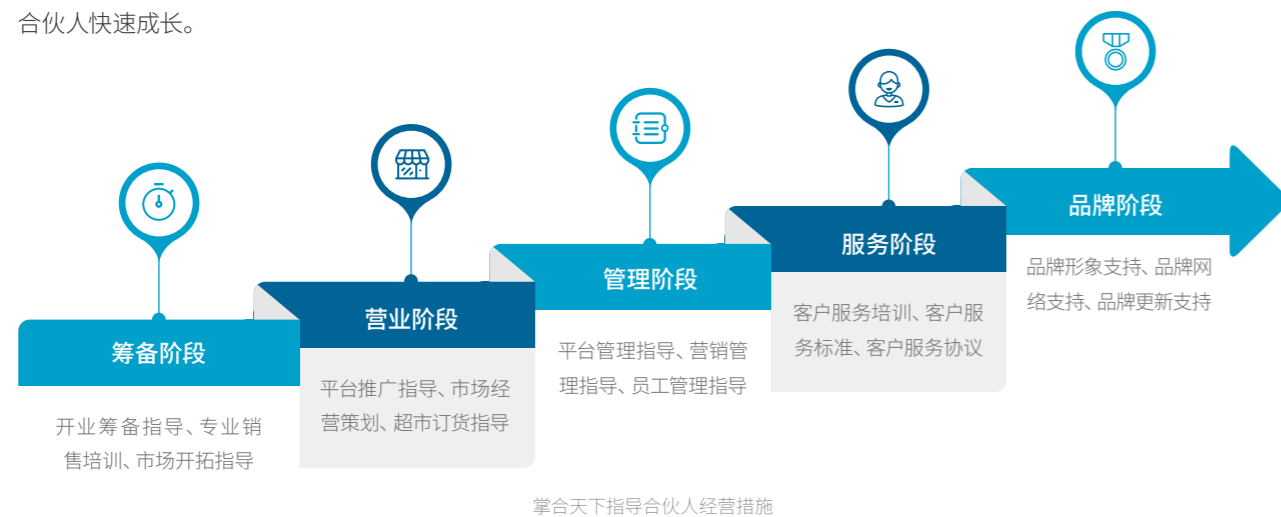 合伙人快速成长。
筹备阶段
开业筹备指导、专业销
售培训、市场开拓指导
营业阶段
平台推广指导、市场经
营策划、超市订货指导
管理阶段
平台管理指导、营销管
理指导、员工管理指导
服务阶段
客户服务培训、客户服
务标准、客户服务协议
品牌阶段
品牌形象支持、品牌网
络支持、品牌更新支持
掌合天下指导合伙人经营措施